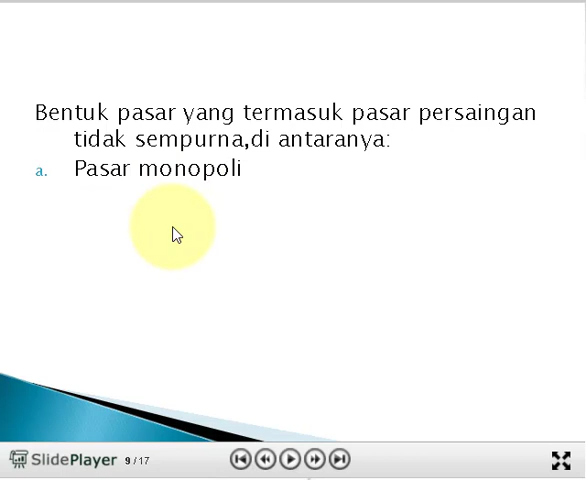 Bentuk pasar yang termasuk pasar persaingan
tidak sempurna,di antaranya:
a. Pasar monopoli
SlidePlayer 9 / 17